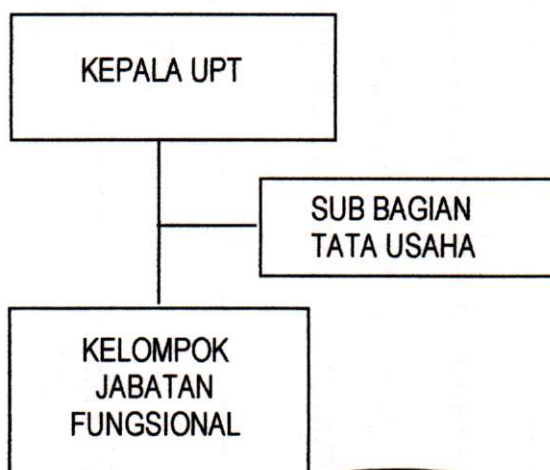 KEPALA UPT
SUB BAGIAN
TATA USAHA
KELOMPOK
JABATAN
FUNGSIONAL